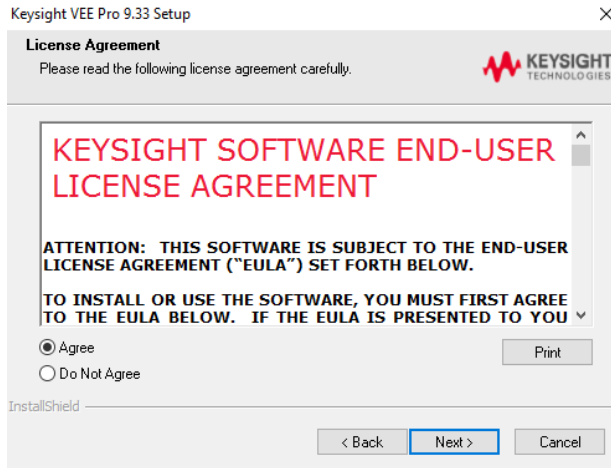 Keysight VEE Pro 9.33 Setup
License Agreement
Please read the following license agreement carefully.
KEYSIGHT
TECHNOLOGIES
KEYSIGHT SOFTWARE END-USER
LICENSE AGREEMENT
ATTENTION: THIS SOFTWARE IS SUBJECT TO THE END-USER
LICENSE AGREEMENT (“EULA”) SET FORTH BELOW.
TO INSTALL OR USE THE SOFTWARE, YOU MUST FIRST AGREE
TO THE EULA BELOW. IF THE EULA IS PRESENTED TO YOU
Agree
Print
Do Not Agree
InstallShield
< Back
Next >
Cancel